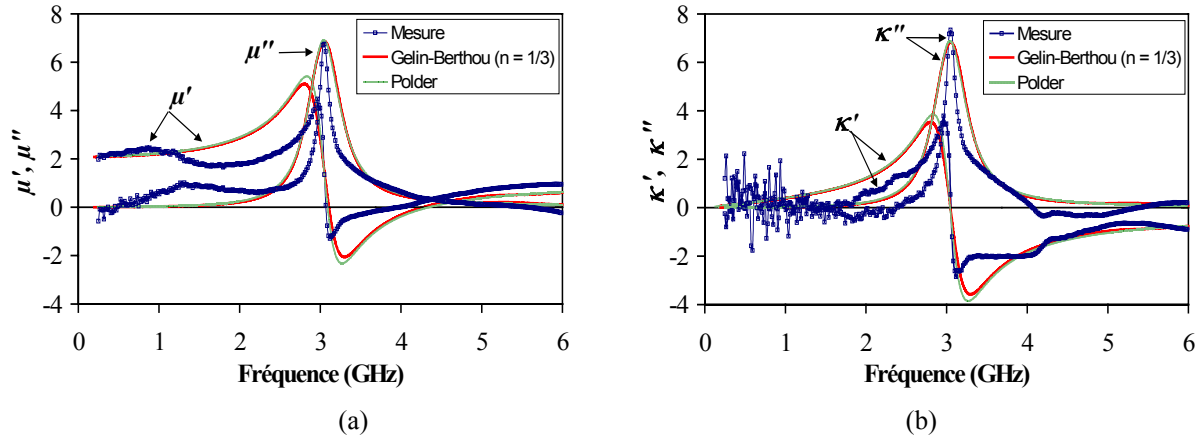 8
6
4
2
0
-2
-4
μ', μ''
0 1 2 3 4 5 6
Fréquence (GHz)
μ''
μ'
Mesure
Gelin-Berthou (n = 1/3)
Polder
(a)
8
6
4
2
0
-2
-4
κ', κ''
0 1 2 3 4 5 6
Fréquence (GHz)
κ''
κ'
Mesure
Gelin-Berthou (n = 1/3)
Polder
(b)